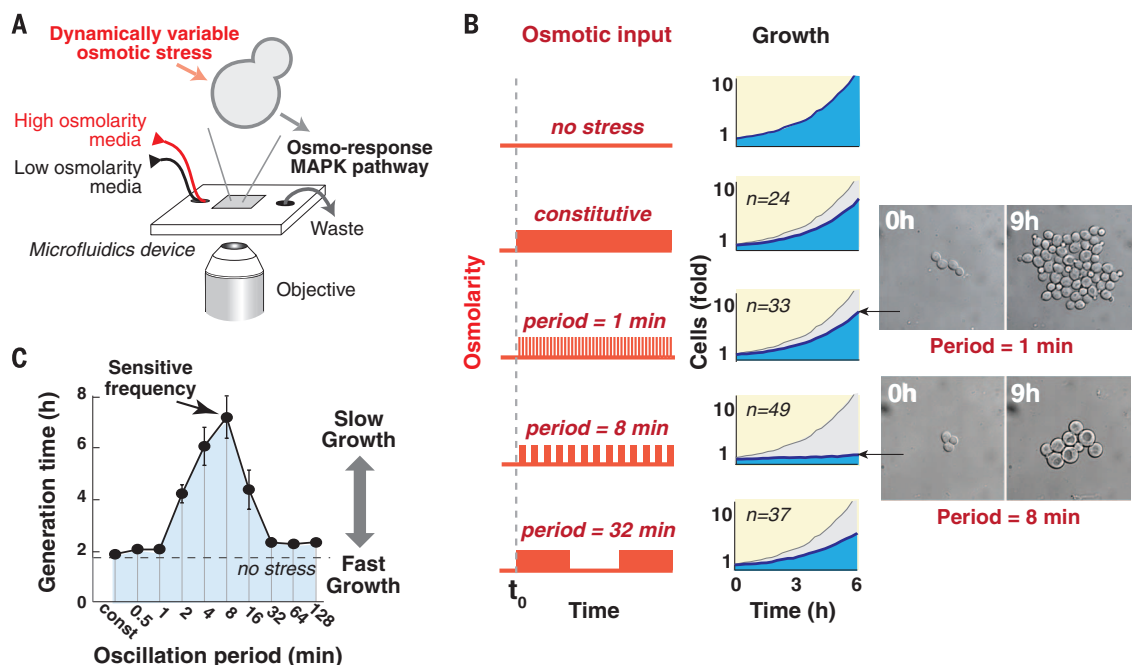 A
Dynamically variable
osmotic stress
High osmolarity
media
Low osmolarity
media
Osmo-response
MAPK pathway
Waste
Microfluidics device
Objective
B
Osmotic input
Growth
Osmolarity
no stress
constitutive
period = 1 min
period = 8 min
period = 32 min
t0
Time
Cells (fold)
10
1
n=24
10
1
n=33
10
1
n=49
10
1
n=37
10
1
0 3 6
Time (h)
0h
9h
Period = 1 min
0h
9h
Period = 8 min
C
Generation time (h)
8
6
4
2
0
Sensitive
frequency
Slow
Growth
no stress
Fast
Growth
const 0.5 1 2 4 8 16 32 64 128
Oscillation period (min)